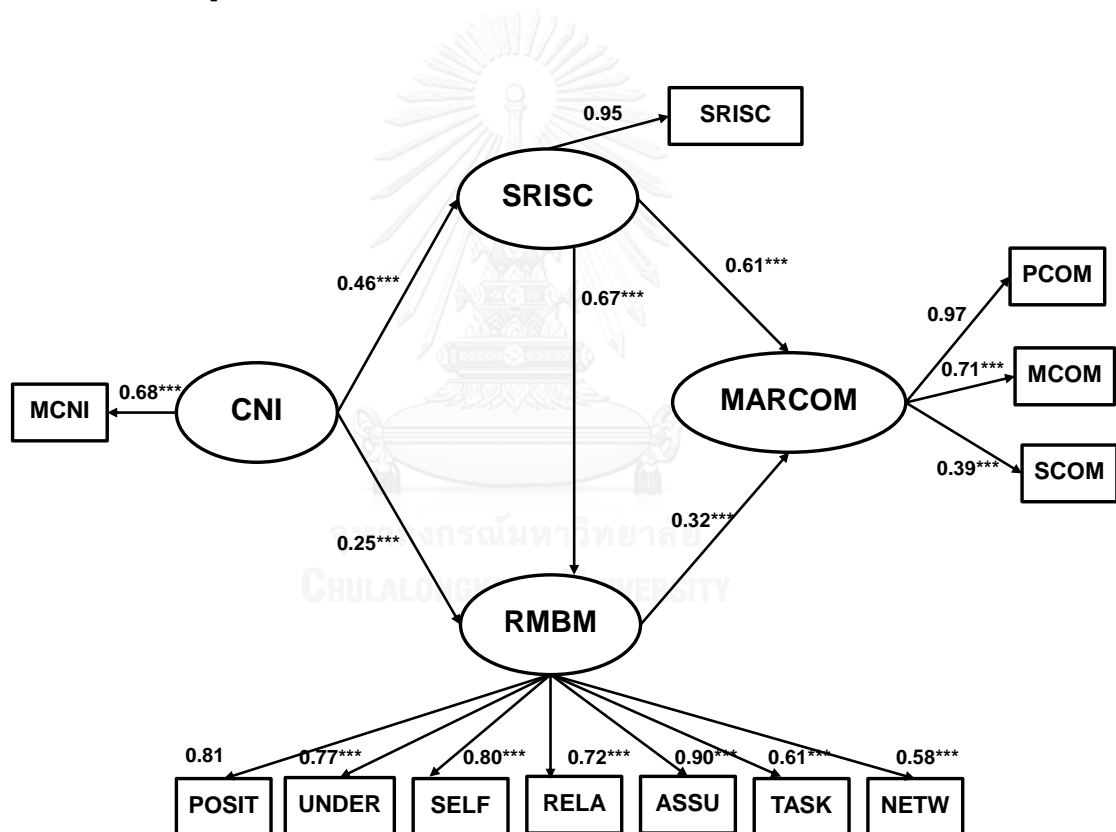 0.95
SRISC
SRISC
0.46***
0.67***
0.61***
PCOM
0.97
MCNI
0.68***
CNI
MARCOM
0.71***
MCOM
0.39***
SCOM
0.25***
0.32***
RMBM
0.81
0.77***
0.80***
0.72***
0.90***
0.61***
0.58***
POSIT
UNDER
SELF
RELA
ASSU
TASK
NETW